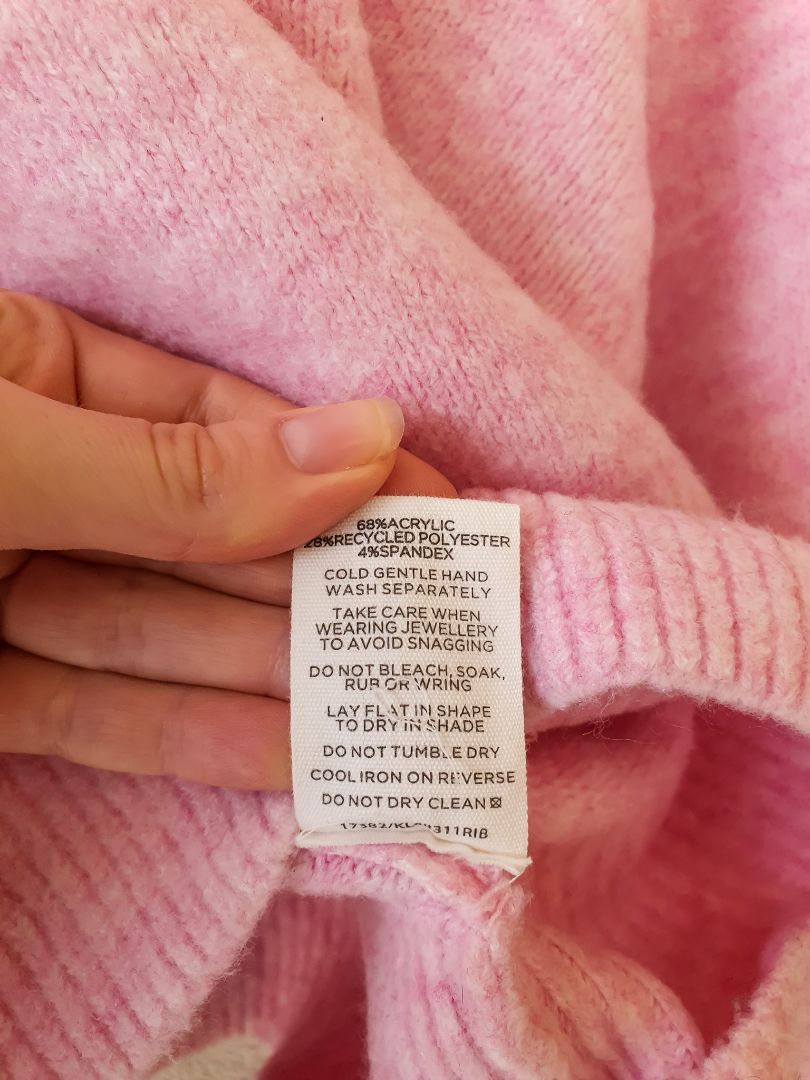 68%ACRYLIC
28%RECYCLED POLYESTER
4%SPANDEX
COLD GENTLE HAND
WASH SEPARATELY
TAKE CARE WHEN
WEARING JEWELLERY
TO AVOID SNAGGING
DO NOT BLEACH, SOAK,
RUB OR WRING
LAY FLAT IN SHAPE
TO DRY IN SHADE
DO NOT TUMBLE DRY
COOL IRON ON REVERSE
DO NOT DRY CLEAN